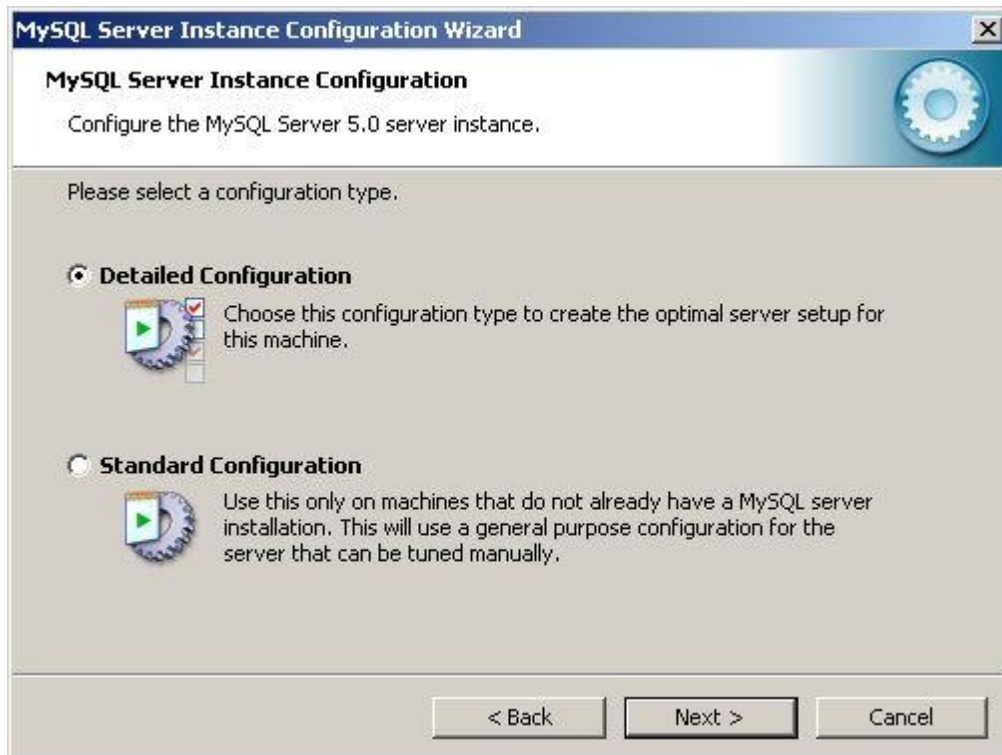 MySQL Server Instance Configuration Wizard
MySQL Server Instance Configuration
Configure the MySQL Server 5.0 server instance.
Please select a configuration type.
Detailed Configuration
Choose this configuration type to create the optimal server setup for
this machine.
Standard Configuration
Use this only on machines that do not already have a MySQL server
installation. This will use a general purpose configuration for the
server that can be tuned manually.
< Back Next > Cancel